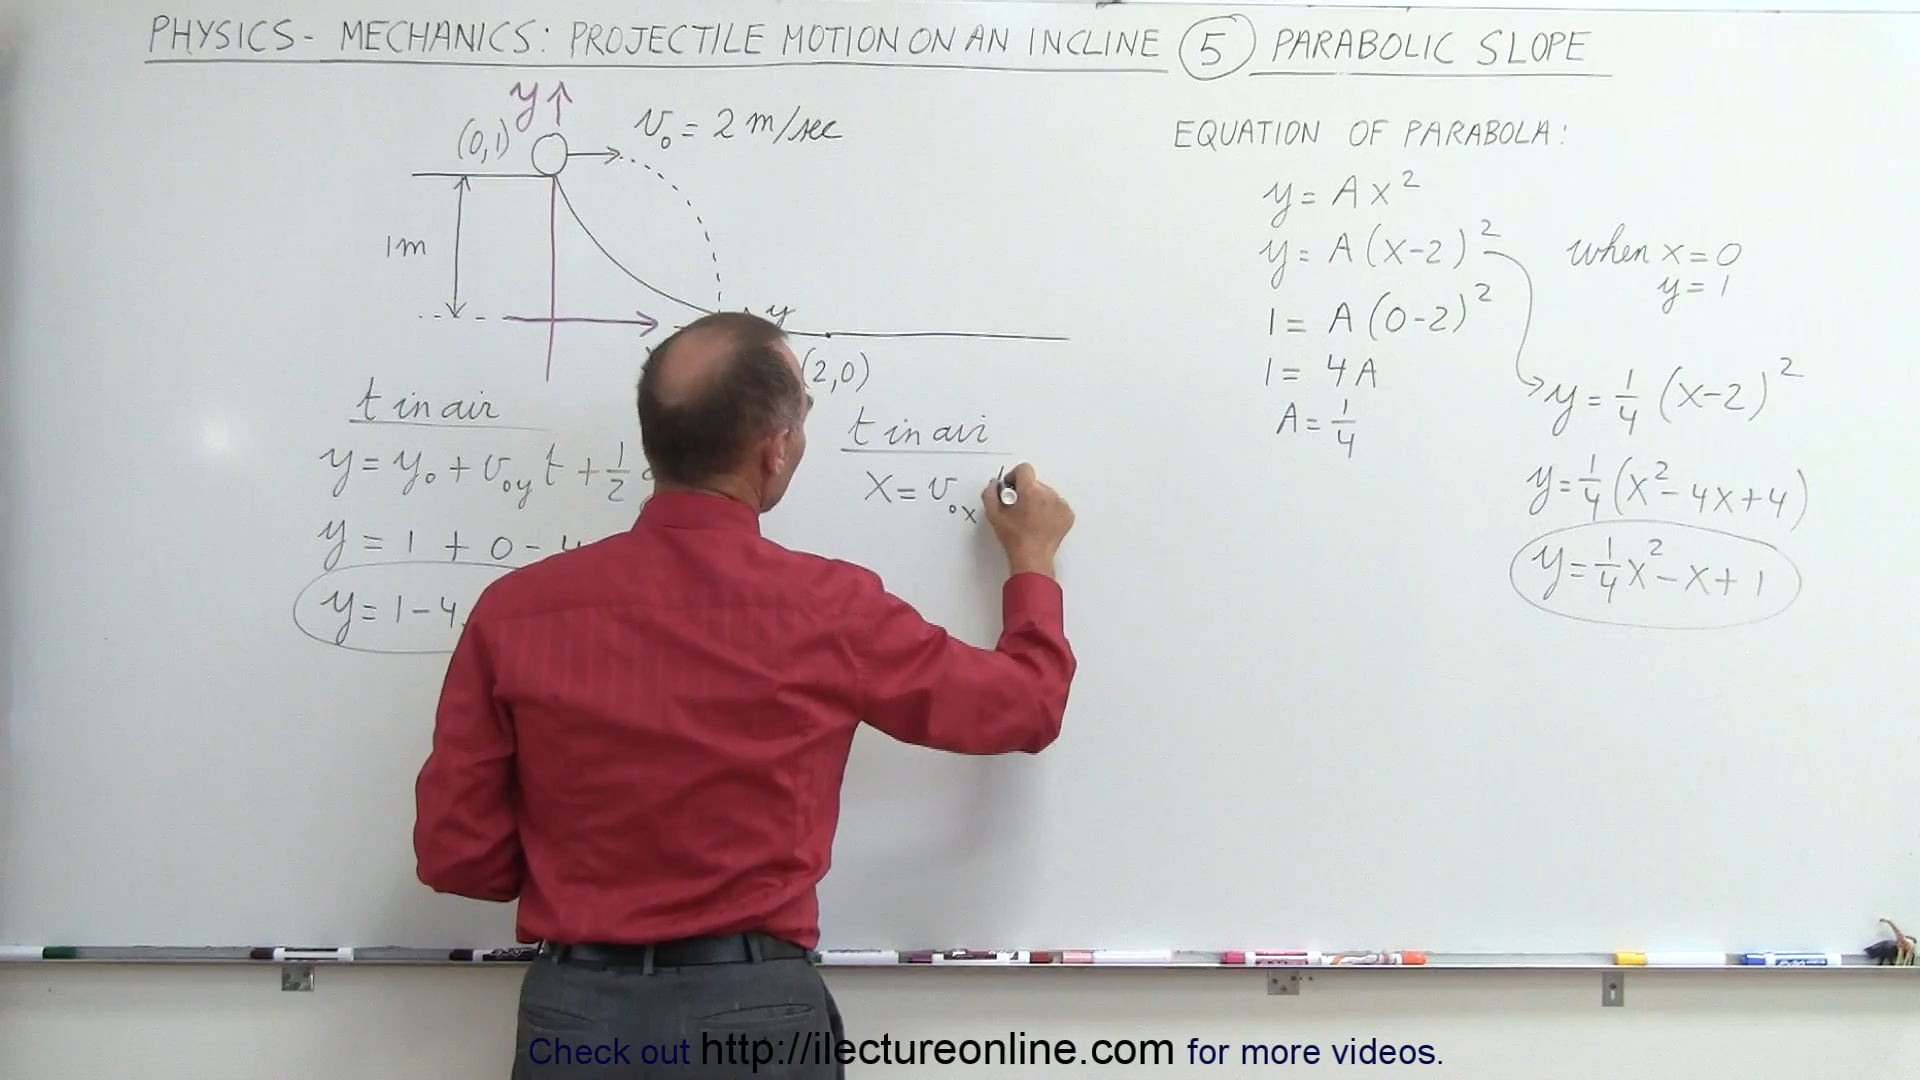 PHYSICS - MECHANICS: PROJECTILE MOTION ON AN INCLINE 5 PARABOLIC SLOPE
y
(0,1)
v₀ = 2 m/sec
1m
y
(2,0)
t in air
y = y₀ + v₀y t + 1/2
y = 1 + 0 - 4
y = 1 - 4.
t in air
x = v₀x
EQUATION OF PARABOLA:
y = Ax²
y = A(x-2)²
1 = A(0-2)²
1 = 4A
A = 1/4
when x = 0
y = 1
y = 1/4 (x-2)²
y = 1/4 (x² - 4x + 4)
y = 1/4 x² - x + 1
Check out http://ilectureonline.com for more videos.